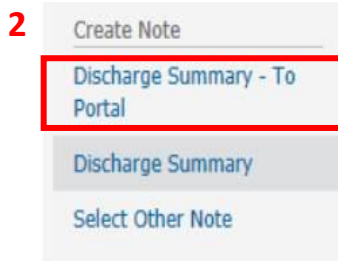 2
Create Note
Discharge Summary - To
Portal
Discharge Summary
Select Other Note